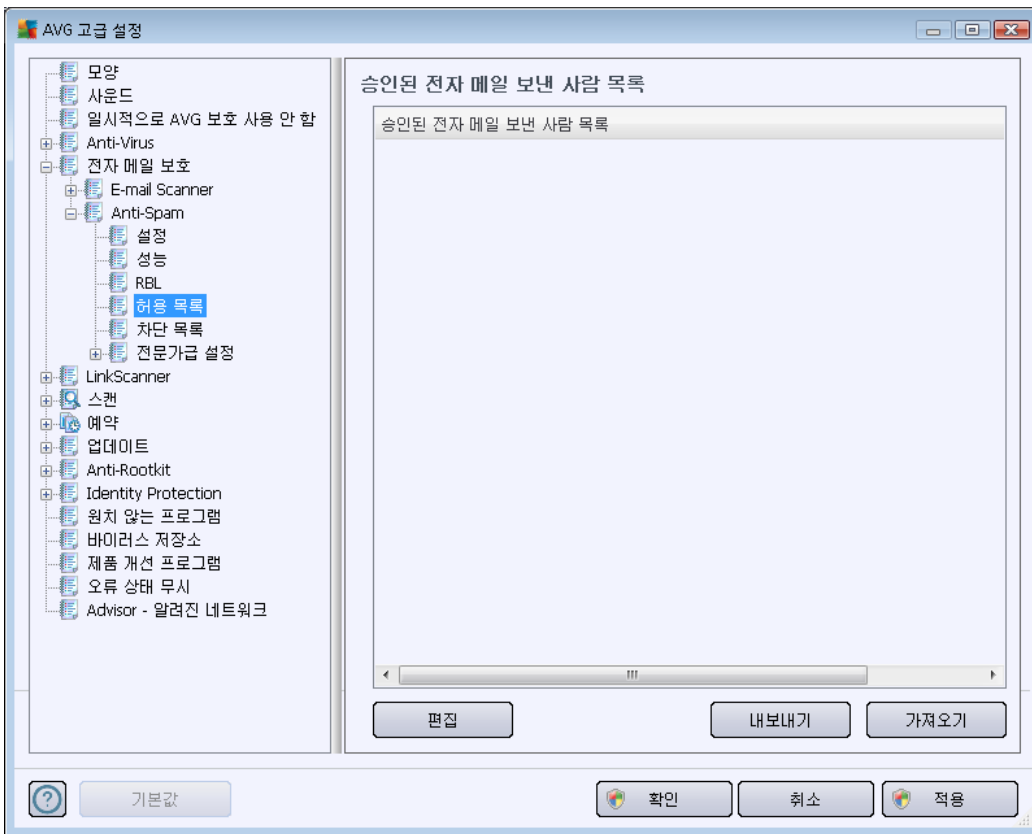 AVG 고급 설정
모양
사운드
일시적으로 AVG 보호 사용 안 함
Anti-Virus
전자 메일 보호
E-mail Scanner
Anti-Spam
설정
성능
RBL
허용 목록
차단 목록
전문가급 설정
LinkScanner
스캔
예약
업데이트
Anti-Rootkit
Identity Protection
원치 않는 프로그램
바이러스 저장소
제품 개선 프로그램
오류 상태 무시
Advisor - 알려진 네트워크
승인된 전자 메일 보낸 사람 목록
승인된 전자 메일 보낸 사람 목록
편집
내보내기
가져오기
기본값
확인
취소
적용